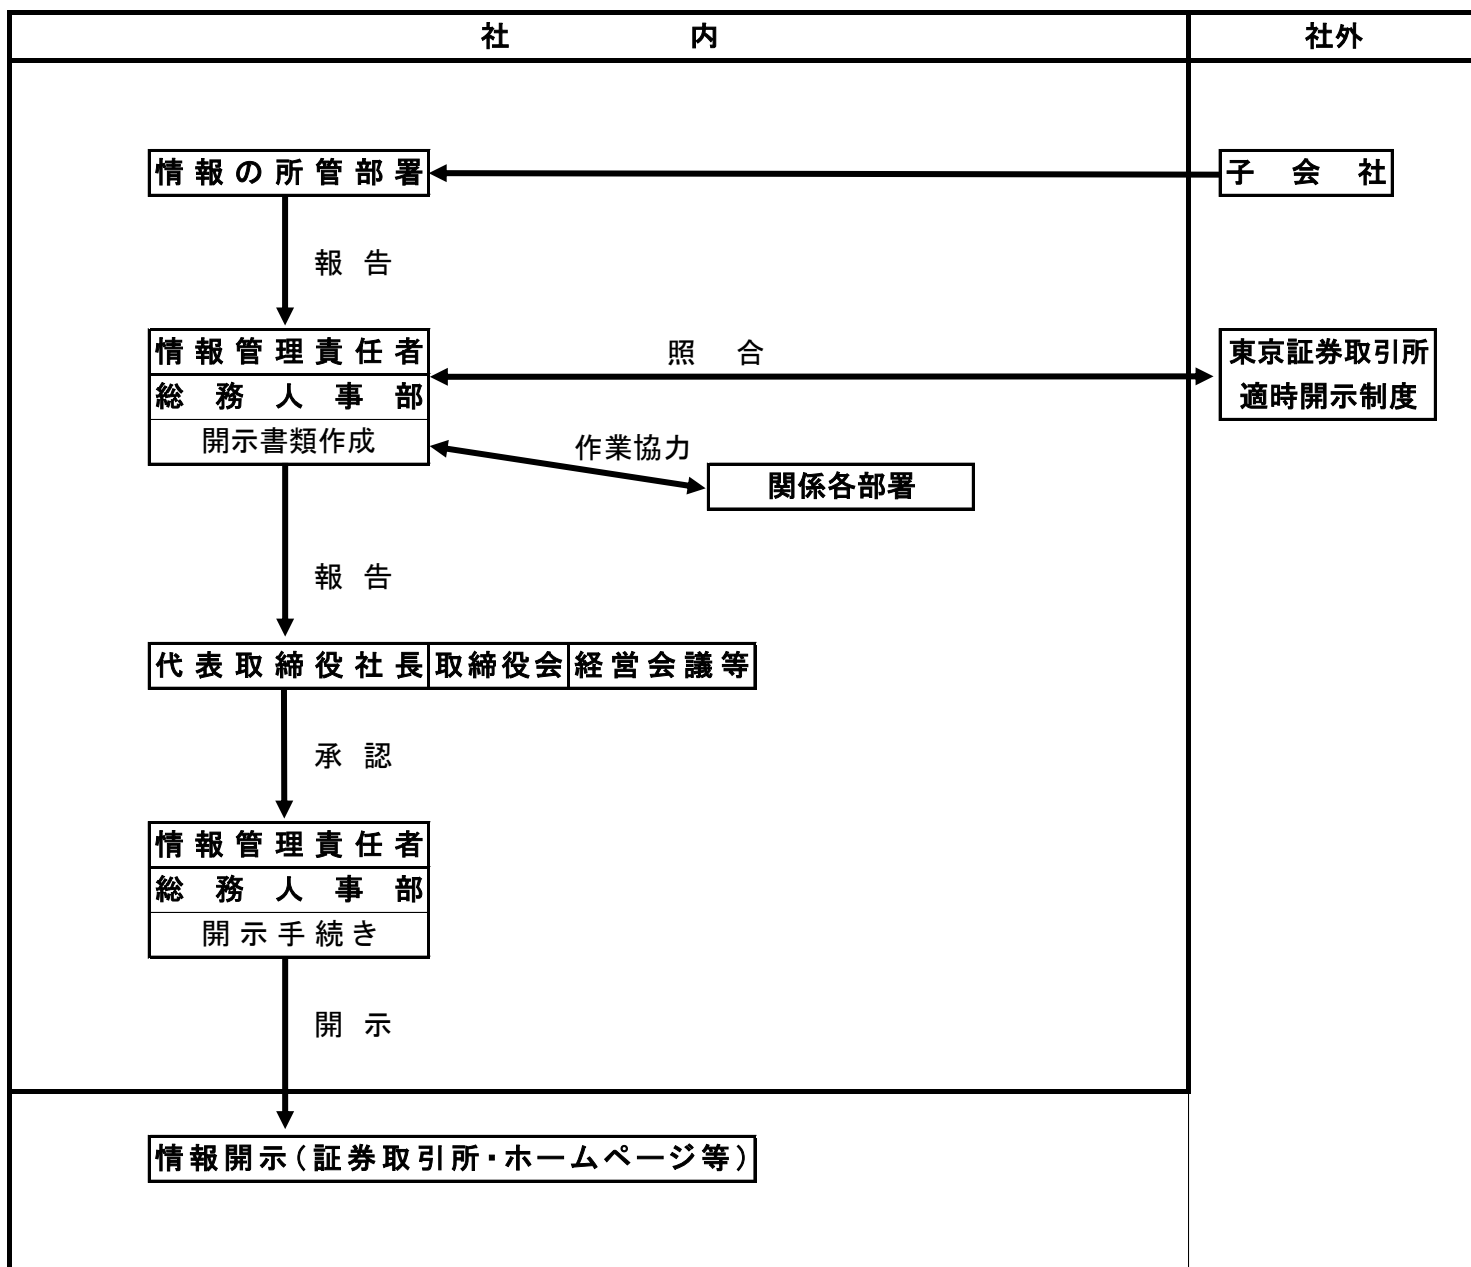 社内
社外
情報の所管部署
子会社
報告
情報管理責任者
総務人事部
開示書類作成
照合
東京証券取引所
適時開示制度
作業協力
関係各部署
報告
代表取締役社長 取締役会 経営会議等
承認
情報管理責任者
総務人事部
開示手続き
開示
情報開示(証券取引所・ホームページ等)